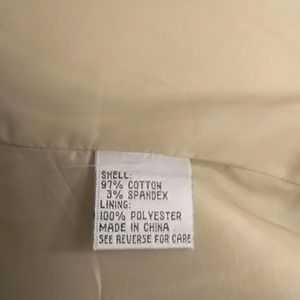 SHELL:
97% COTTON
3% SPANDEX
LINING:
100% POLYESTER
MADE IN CHINA
SEE REVERSE FOR CARE